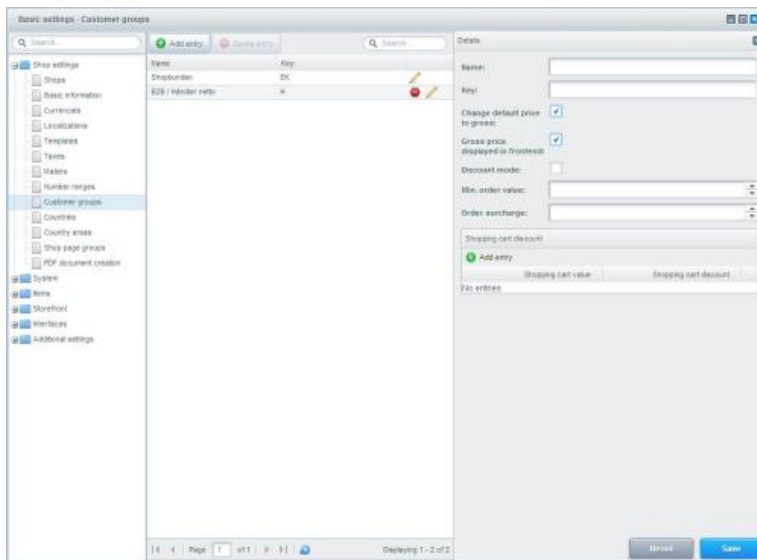 Basic settings - Customer groups
Search...
Add entry
Delete entry
Search...
Details
Shop settings
Shops
Basic information
Currencies
Localizations
Templates
Taxes
Mailers
Number ranges
Customer groups
Countries
Country areas
Shop page groups
PDF document creation
System
Items
Storefront
Interfaces
Additional settings
Name Key
Shopkunden EK
B2B / Händler netto H
Page 1 of 1
Displaying 1 - 2 of 2
Name:
Key:
Change default price
to gross:
Gross price
displayed in frontend:
Discount mode:
Min. order value:
Order surcharge:
Shopping cart discount
Add entry
Shopping cart value Shopping cart discount
No entries
Reset
Save